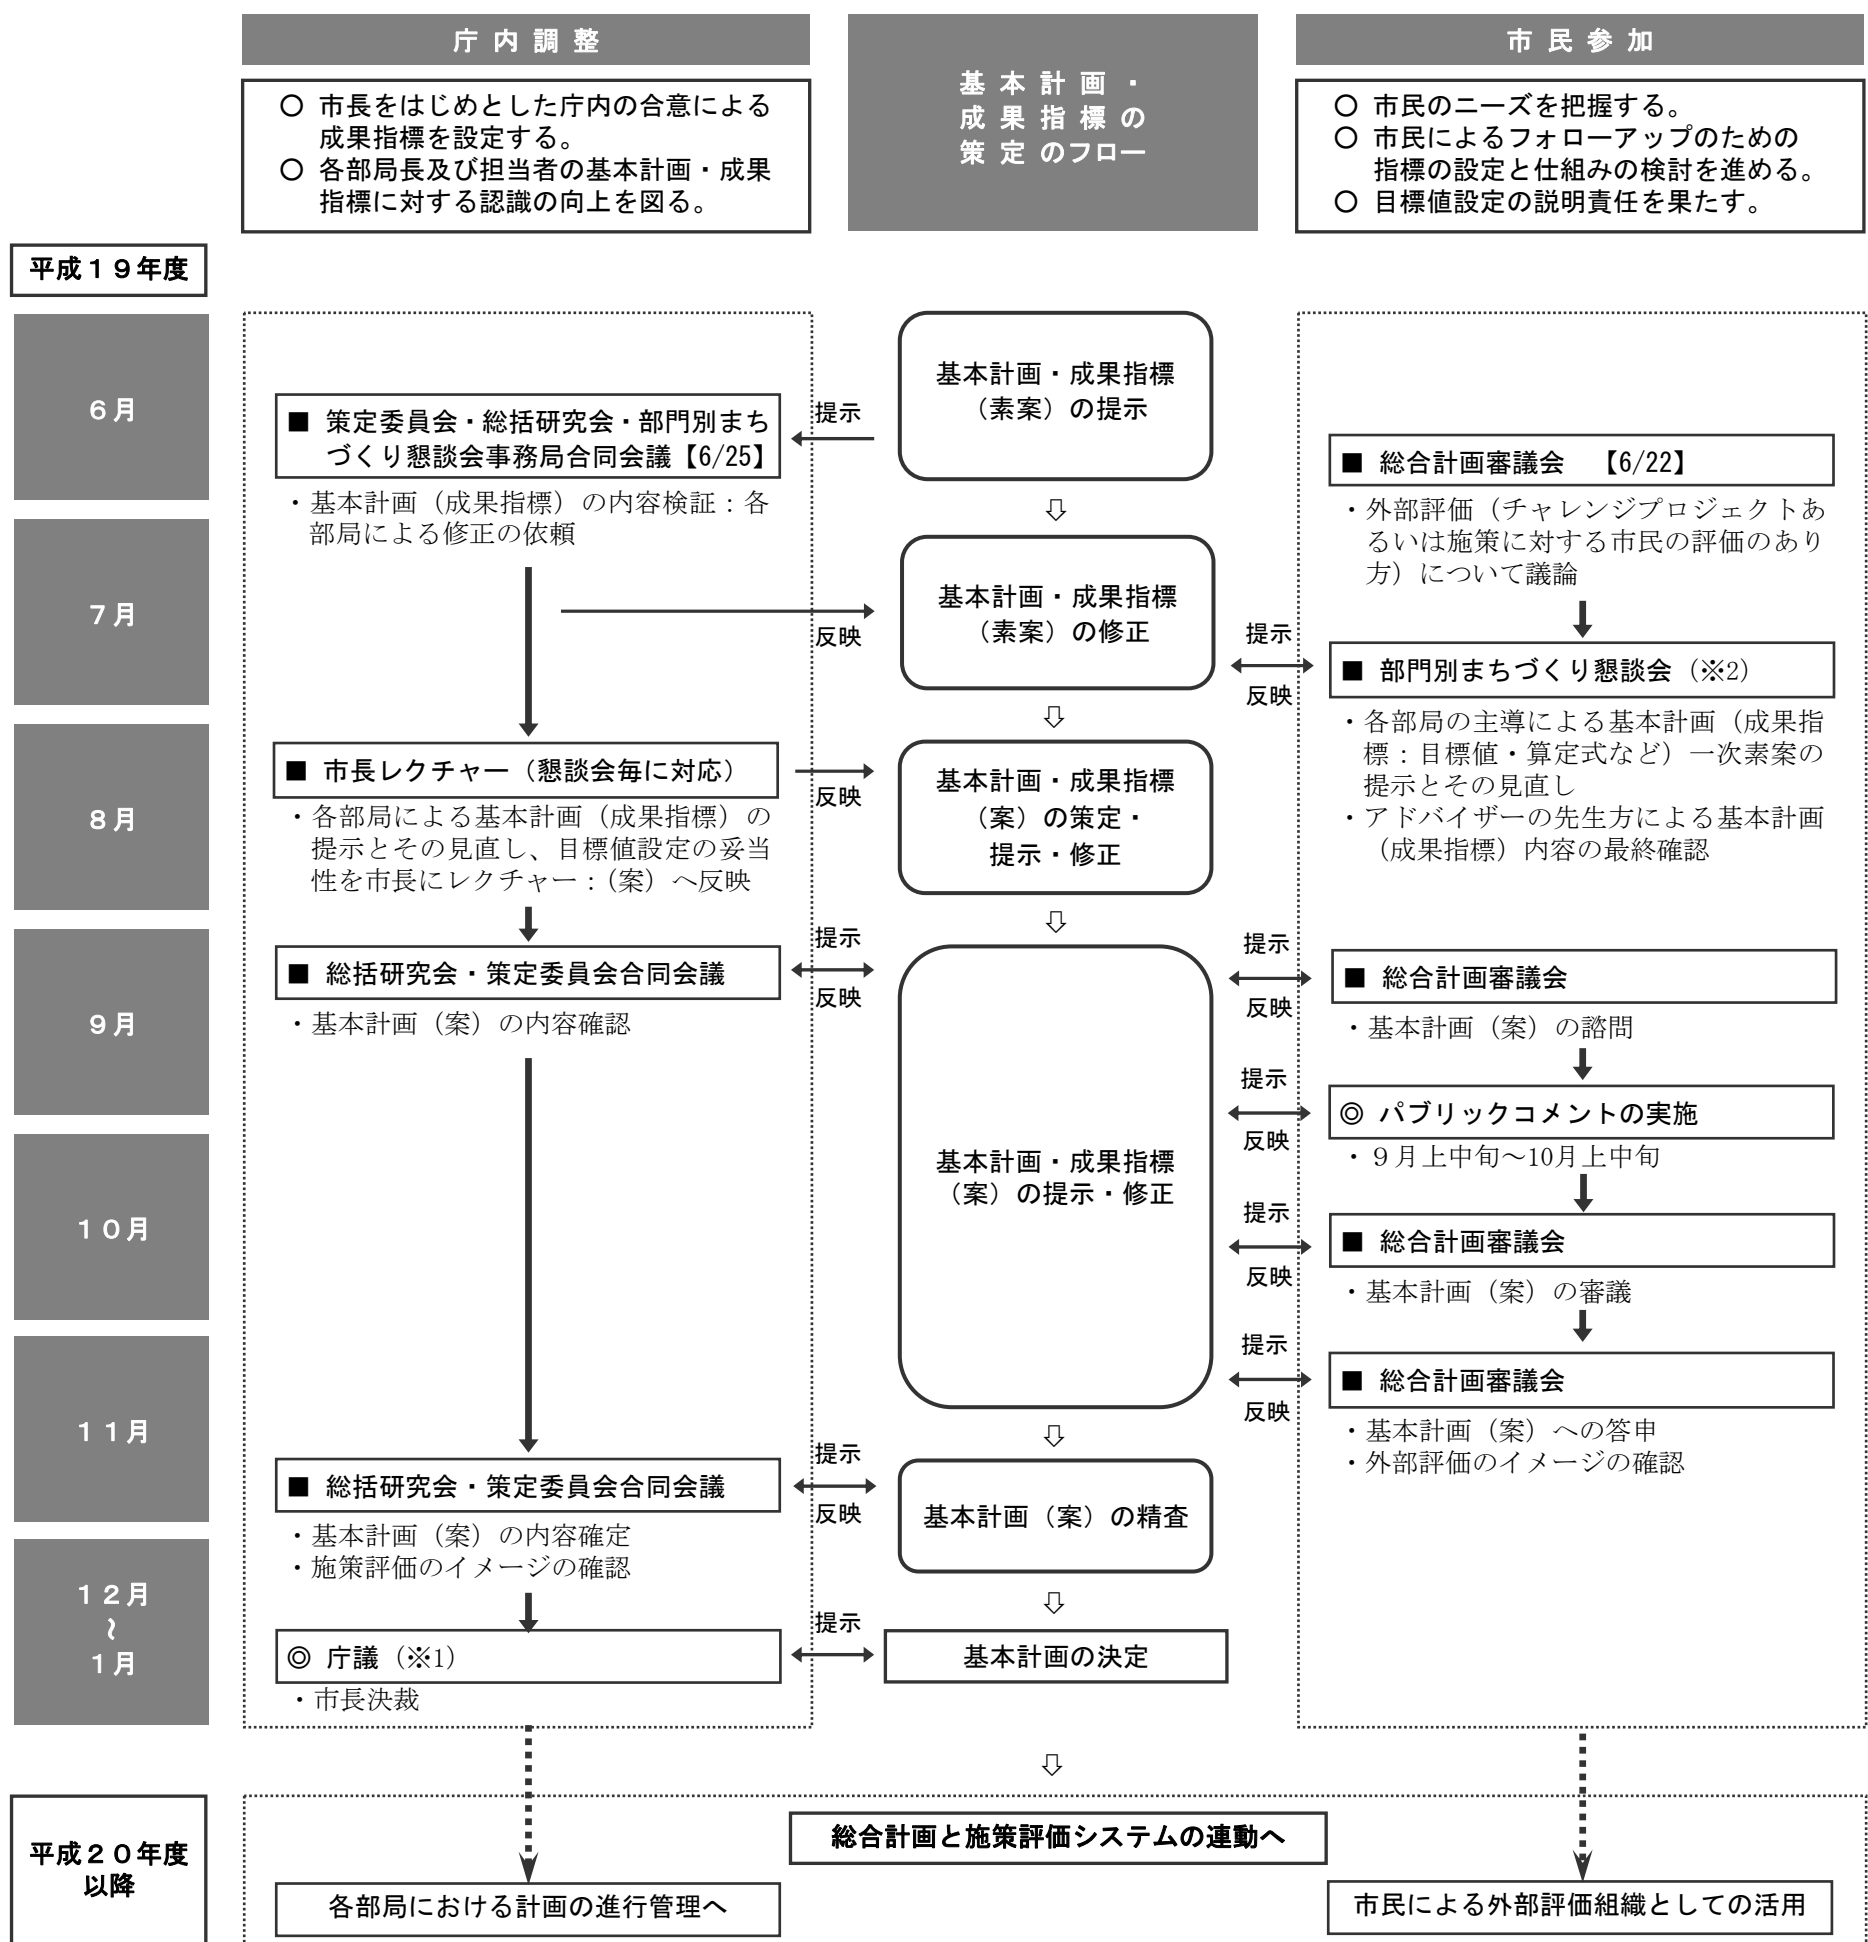 庁内調整
〇 市長をはじめとした庁内の合意による
成果指標を設定する。
〇 各部局長及び担当者の基本計画・成果
指標に対する認識の向上を図る。
基本計画・
成果指標の
策定のフロー
市民参加
〇 市民のニーズを把握する。
〇 市民によるフォローアップのための
指標の設定と仕組みの検討を進める。
〇 目標値設定の説明責任を果たす。
平成19年度
6月
7月
8月
9月
10月
11月
12月
～
1月
■ 策定委員会・総括研究会・部門別まち
づくり懇談会事務局合同会議【6/25】
・基本計画（成果指標）の内容検証：各
部局による修正の依頼
■ 市長レクチャー（懇談会毎に対応）
・各部局による基本計画（成果指標）の
提示とその見直し、目標値設定の妥当
性を市長にレクチャー：（案）へ反映
■ 総括研究会・策定委員会合同会議
・基本計画（案）の内容確認
■ 総括研究会・策定委員会合同会議
・基本計画（案）の内容確定
・施策評価のイメージの確認
◎ 庁議（※1）
・市長決裁
提示
反映
反映
提示
反映
提示
反映
提示
基本計画・成果指標
（素案）の提示
⇩
基本計画・成果指標
（素案）の修正
⇩
基本計画・成果指標
（案）の策定・
提示・修正
⇩
基本計画・成果指標
（案）の提示・修正
⇩
基本計画（案）の精査
⇩
基本計画の決定
⇩
提示
反映
提示
反映
提示
反映
提示
反映
提示
反映
■ 総合計画審議会 【6/22】
・外部評価（チャレンジプロジェクトあ
るいは施策に対する市民の評価のあり
方）について議論
■ 部門別まちづくり懇談会（※2）
・各部局の主導による基本計画（成果指
標：目標値・算定式など）一次素案の
提示とその見直し
・アドバイザーの先生方による基本計画
（成果指標）内容の最終確認
■ 総合計画審議会
・基本計画（案）の諮問
◎ パブリックコメントの実施
・９月上中旬～10月上中旬
■ 総合計画審議会
・基本計画（案）の審議
■ 総合計画審議会
・基本計画（案）への答申
・外部評価のイメージの確認
平成20年度
以降
総合計画と施策評価システムの連動へ
各部局における計画の進行管理へ
市民による外部評価組織としての活用